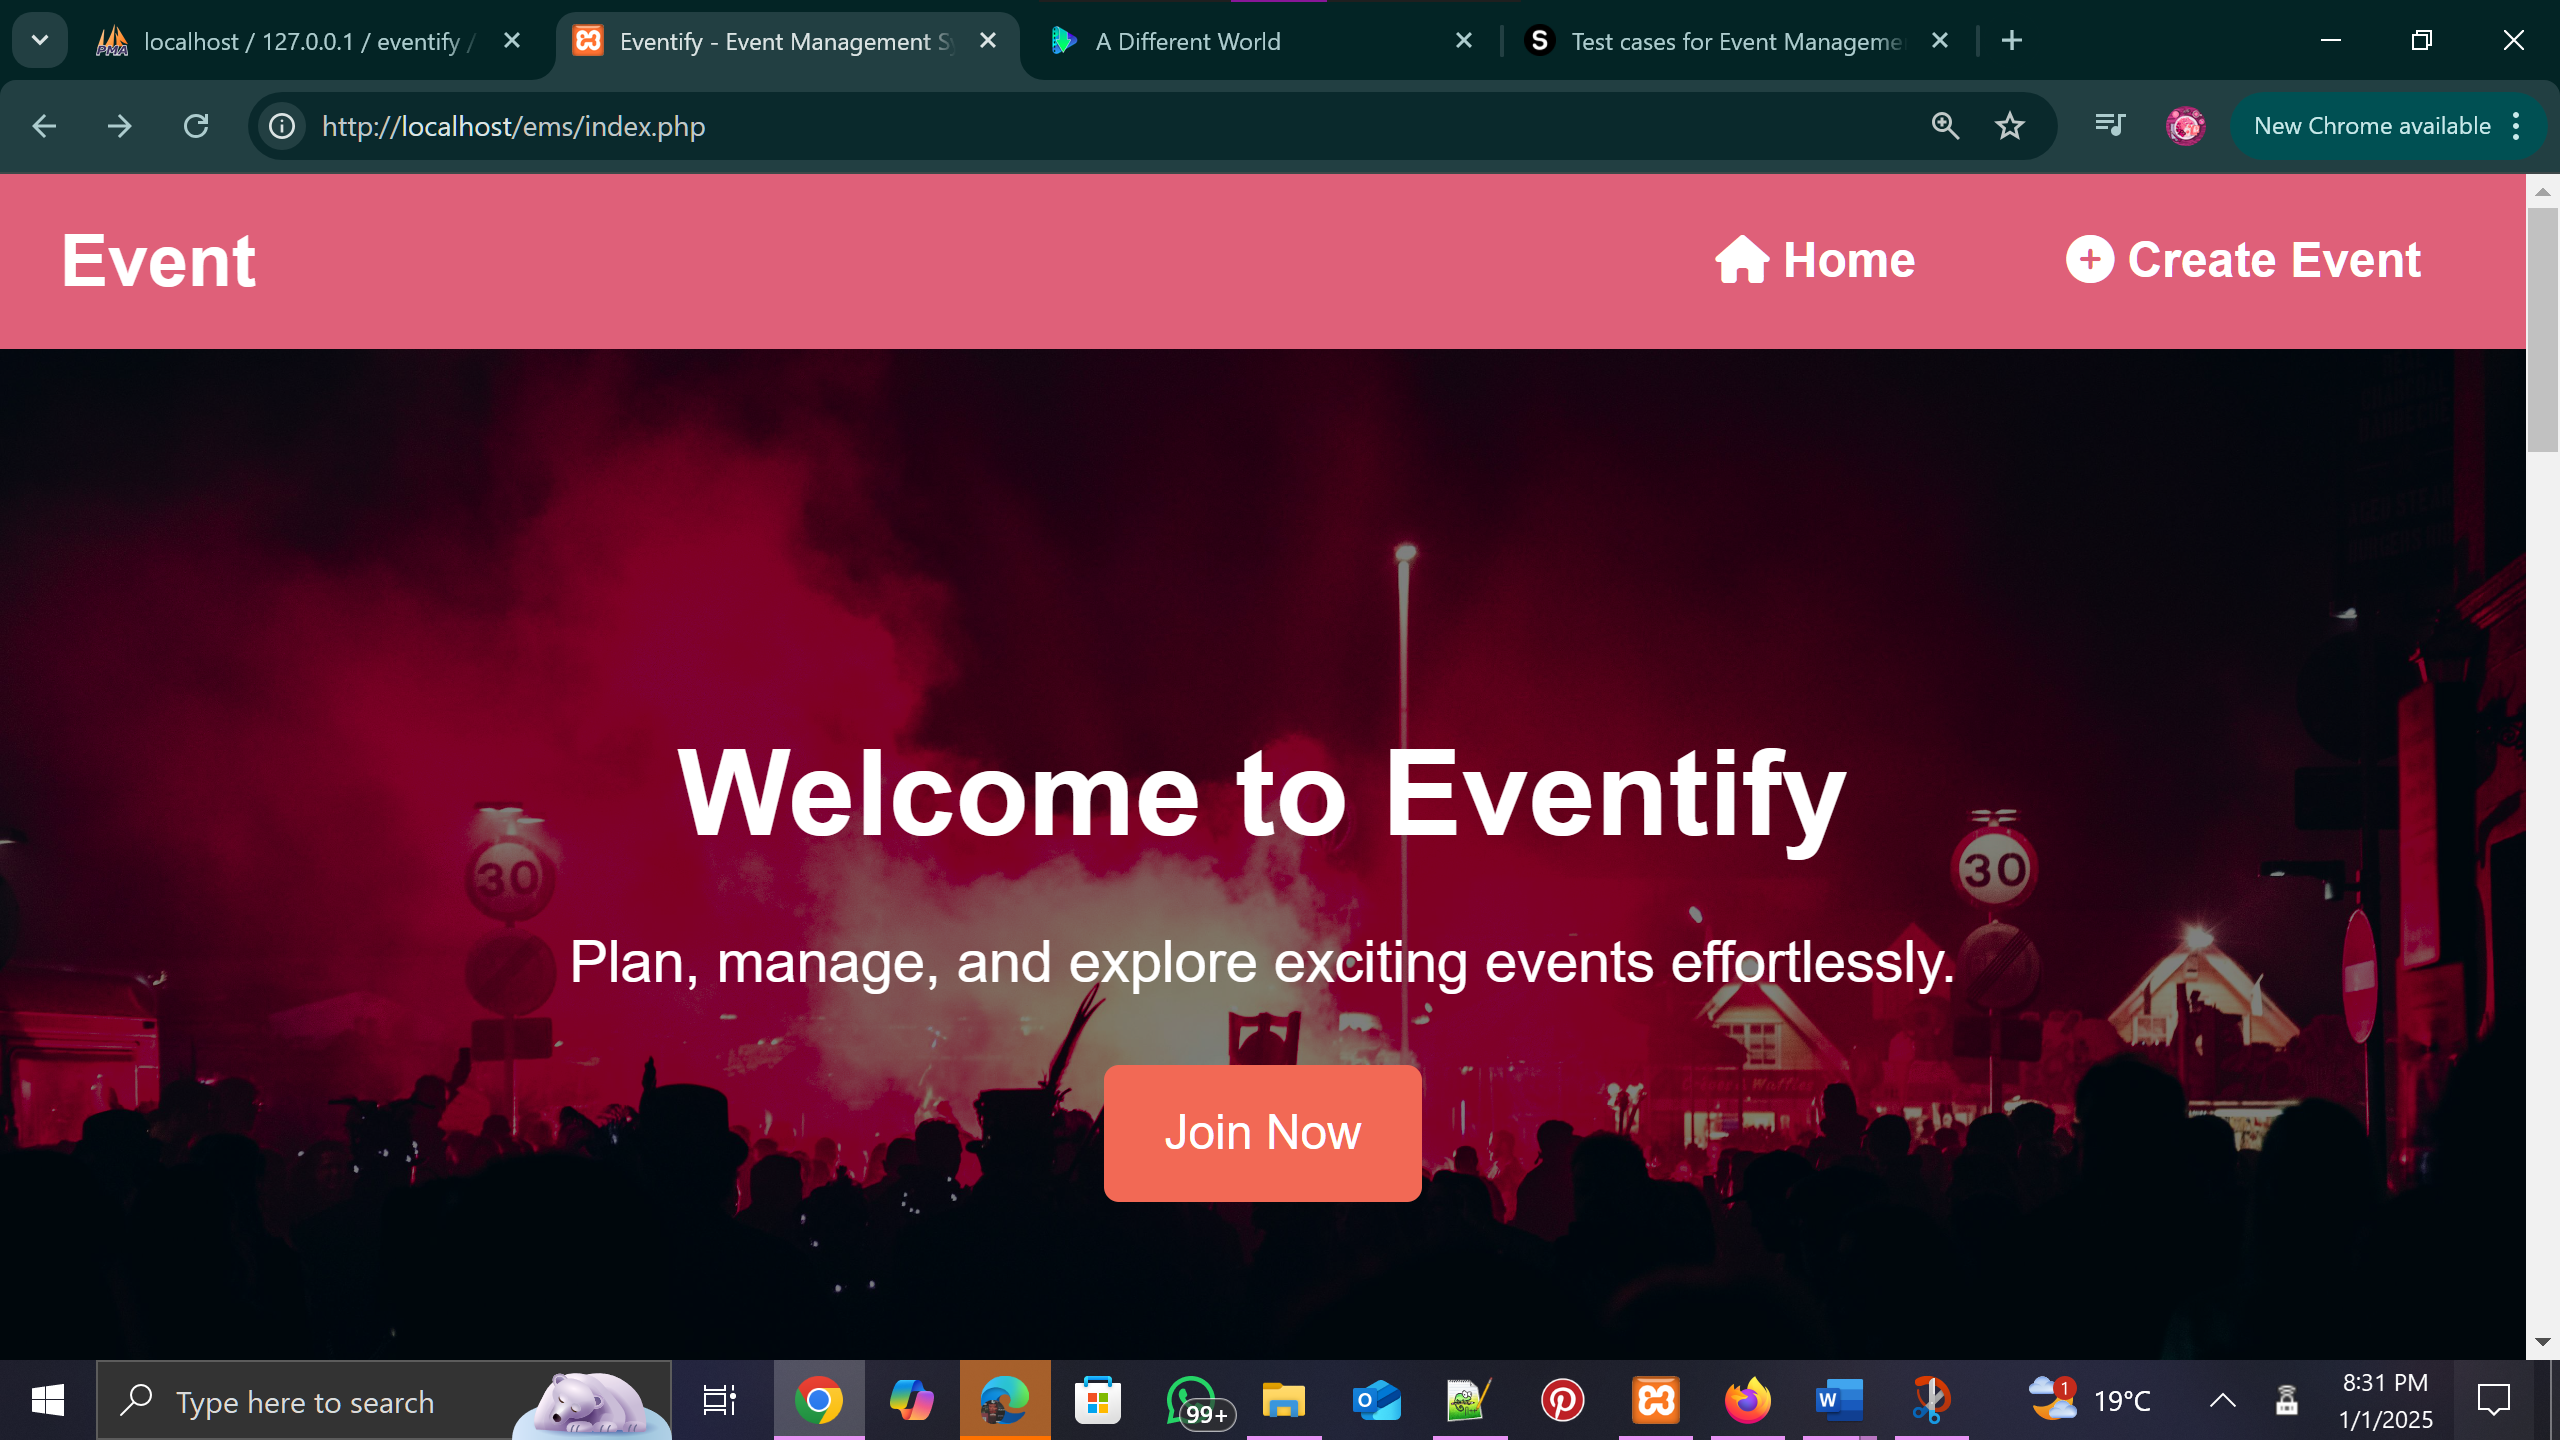 localhost / 127.0.0.1 / eventify /
Eventify - Event Management S
A Different World
Test cases for Event Manageme
http://localhost/ems/index.php
New Chrome available
Event
Home
Create Event
Welcome to Eventify
30
30
Plan, manage, and explore exciting events effortlessly.
Join Now
Type here to search
99+
1
19°C
8:31 PM
1/1/2025